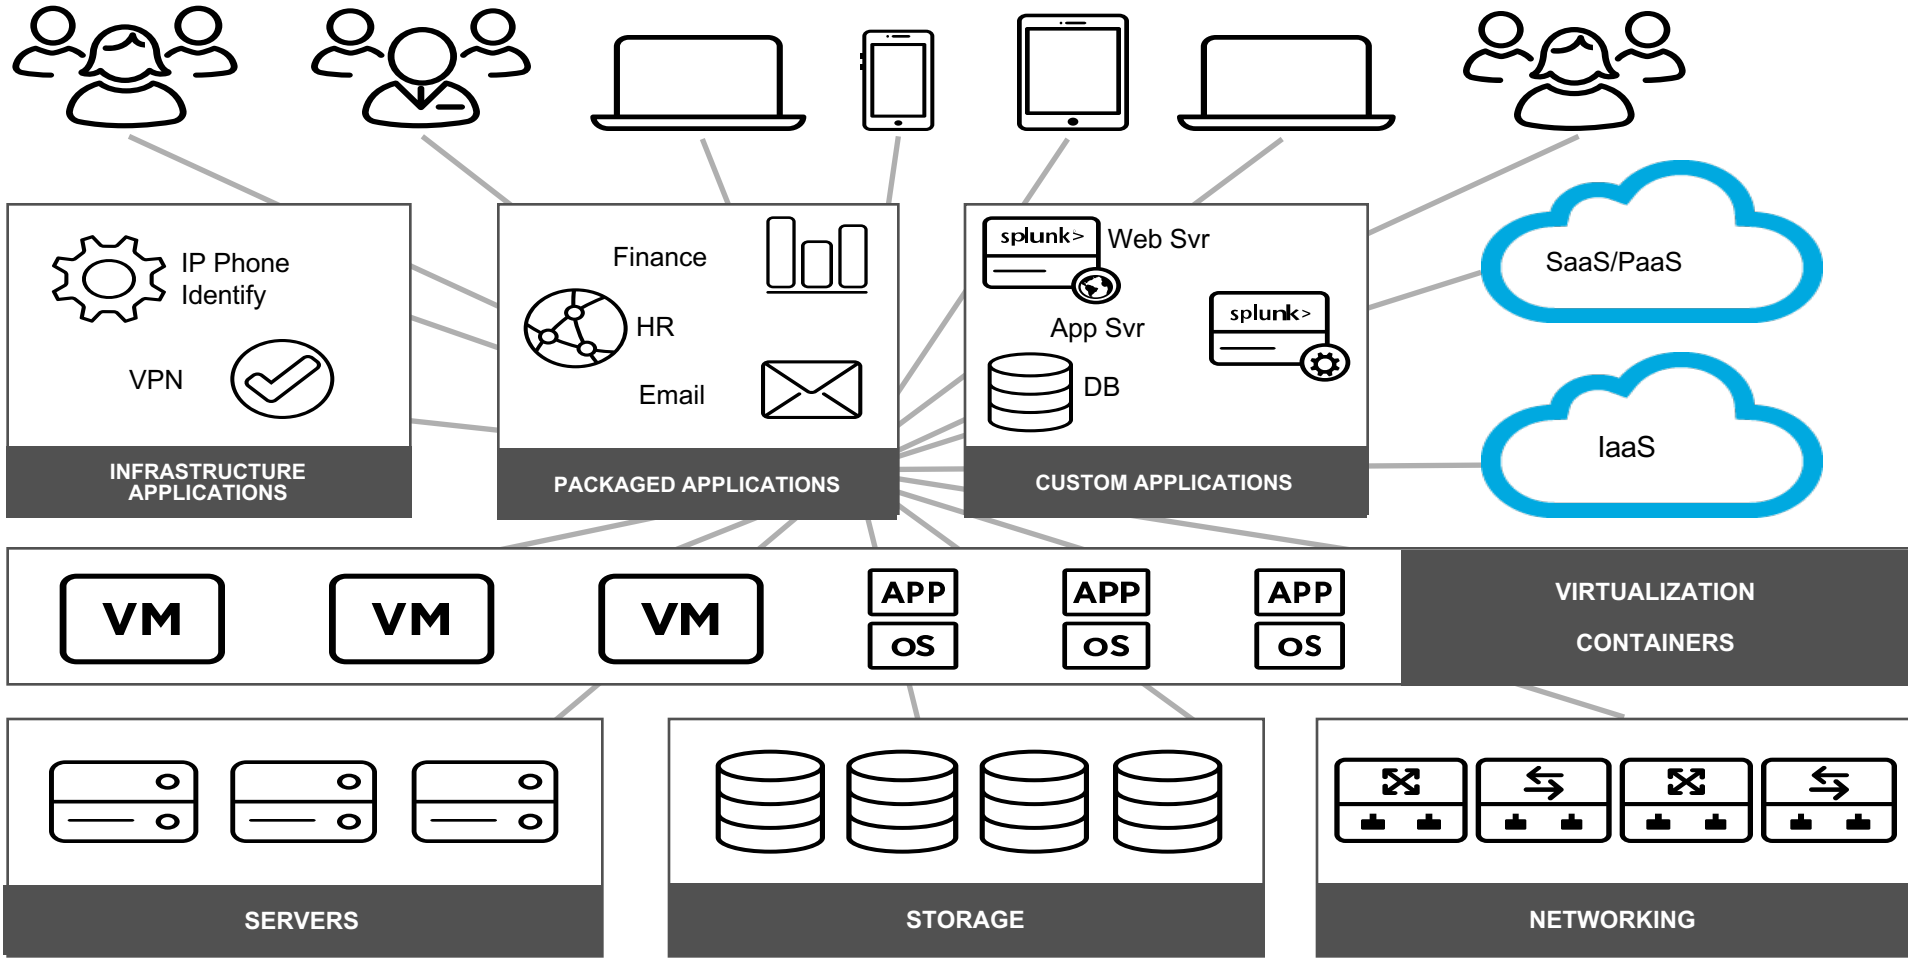 IP Phone
Identify
VPN
INFRASTRUCTURE
APPLICATIONS
Finance
HR
Email
PACKAGED APPLICATIONS
splunk>
Web Svr
App Svr
splunk>
DB
CUSTOM APPLICATIONS
SaaS/PaaS
IaaS
VM
VM
VM
APP
OS
APP
OS
APP
OS
VIRTUALIZATION
CONTAINERS
SERVERS
STORAGE
NETWORKING